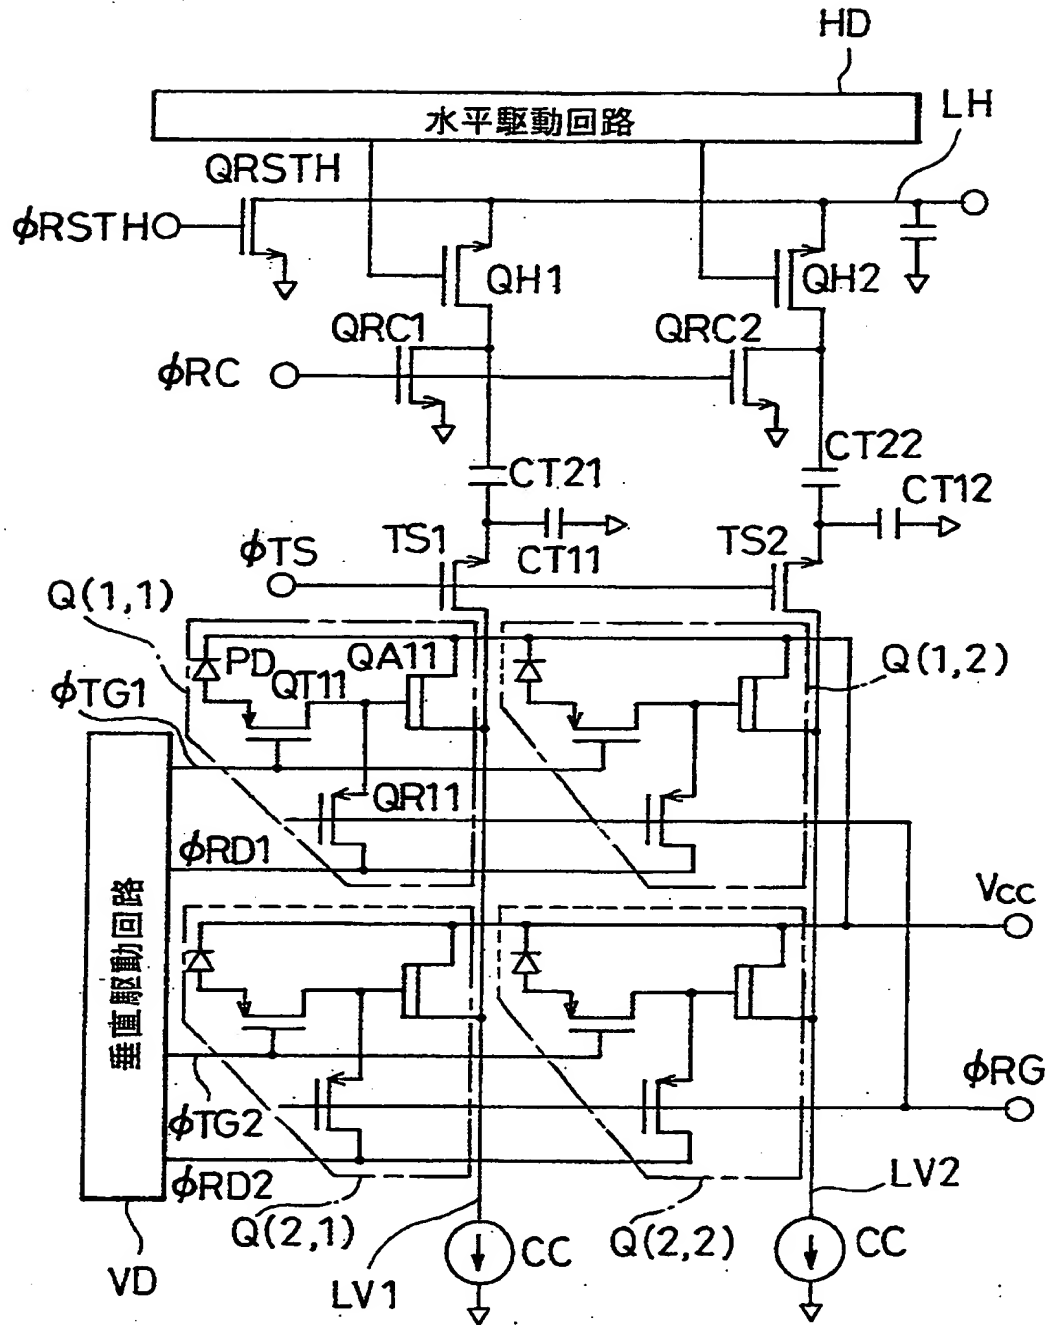 HD
水平駆動回路
LH
QRSTH
φRSTH
QH1
QH2
QRC1
QRC2
φRC
CT21
CT22
CT12
φTS
TS1
CT11
TS2
Q(1,1)
PD
QT11
QA11
Q(1,2)
φTG1
QR11
φRD1
Vcc
垂直駆動回路
φRG
φTG2
φRD2
LV2
Q(2,1)
Q(2,2)
CC
CC
VD
LV1